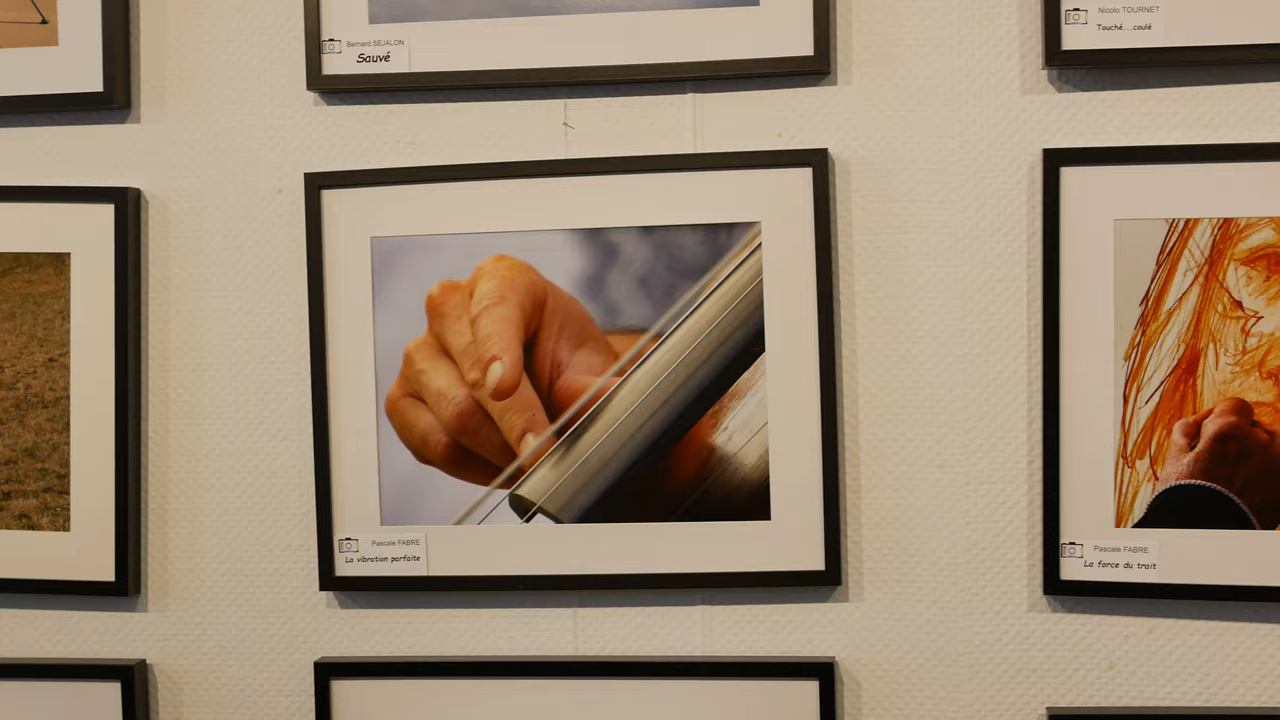 Bernard SEJALON
Sauvé
Nicolo TOURNET
Touché...coulé
Pascale FABRE
La vibration parfaite
Pascale FABRE
La force du trait